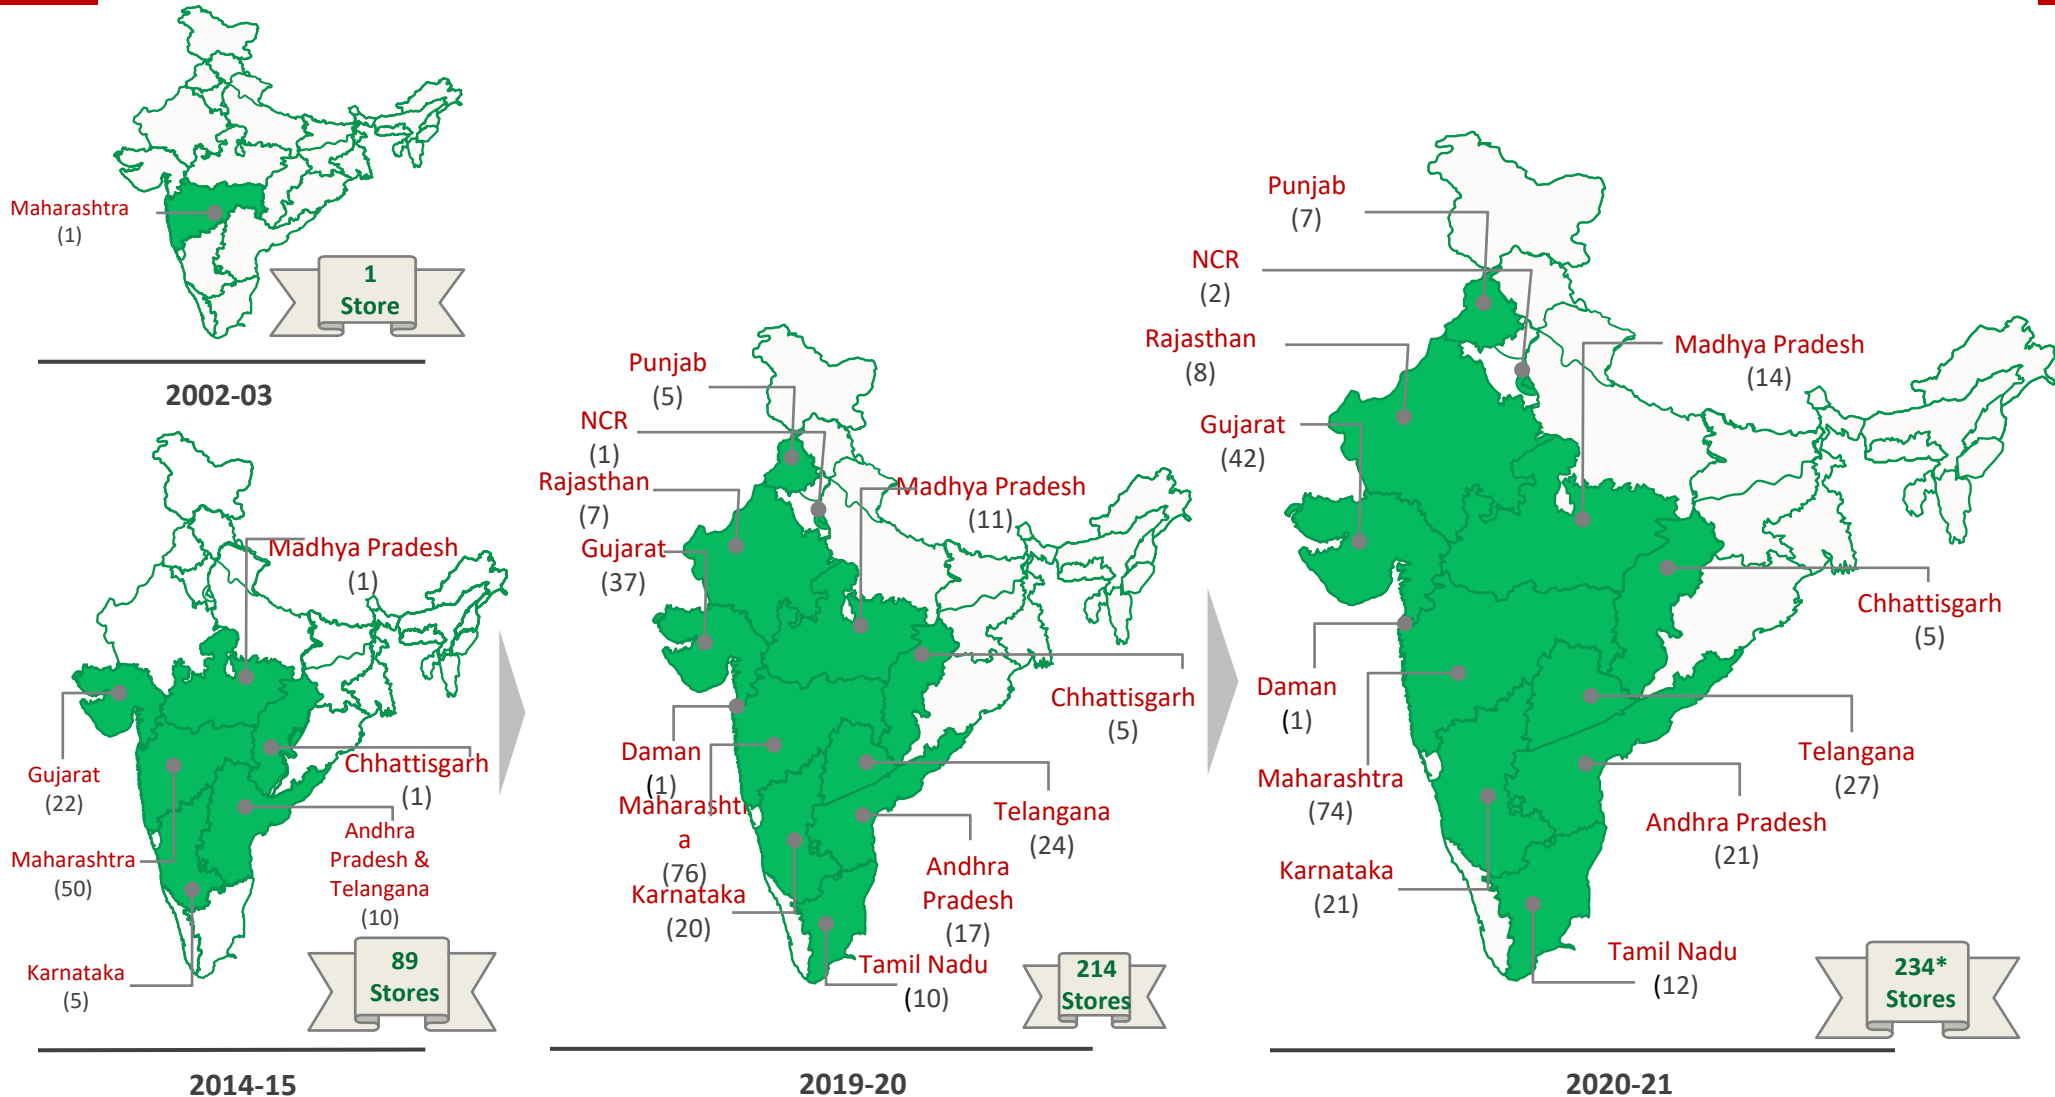 Maharashtra
(1)
1
Store
2002-03
Madhya Pradesh
(1)
Gujarat
(22)
Chhattisgarh
(1)
Maharashtra
(50)
Andhra
Pradesh &
Telangana
(10)
Karnataka
(5)
89
Stores
2014-15
Punjab
(5)
NCR
(1)
Rajasthan
(7)
Madhya Pradesh
(11)
Gujarat
(37)
Chhattisgarh
(5)
Daman
(1)
Maharashtr
a
(76)
Telangana
(24)
Karnataka
(20)
Andhra
Pradesh
(17)
Tamil Nadu
(10)
214
Stores
2019-20
Punjab
(7)
NCR
(2)
Rajasthan
(8)
Madhya Pradesh
(14)
Gujarat
(42)
Chhattisgarh
(5)
Daman
(1)
Telangana
(27)
Maharashtra
(74)
Andhra Pradesh
(21)
Karnataka
(21)
Tamil Nadu
(12)
234*
Stores
2020-21